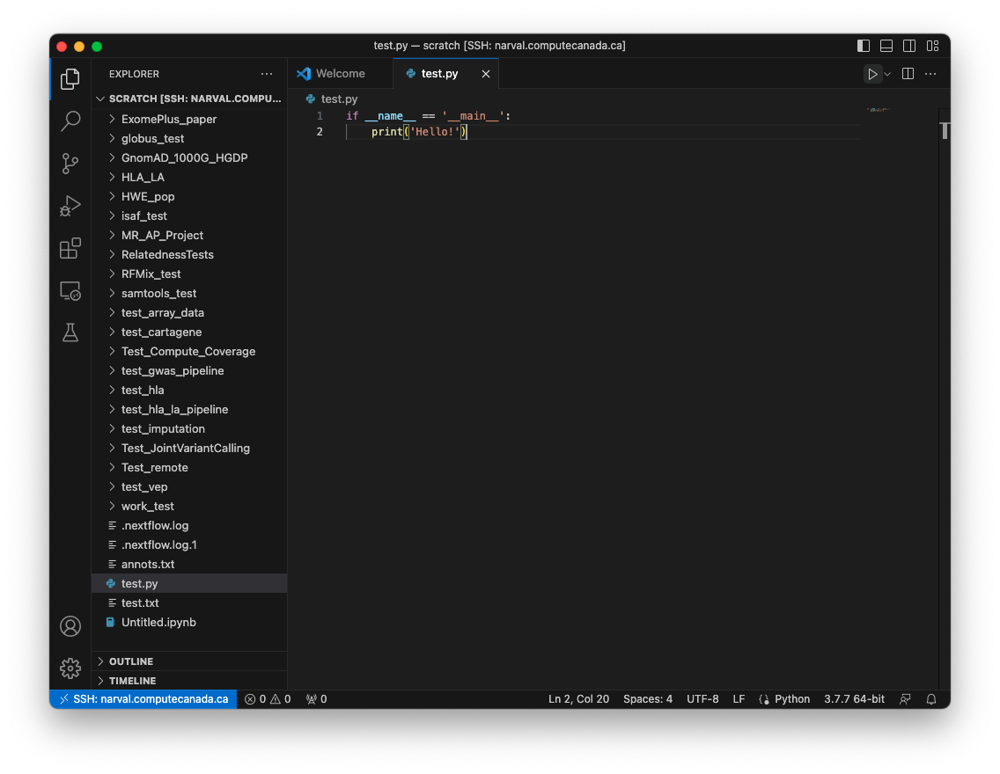 test.py — scratch [SSH: narval.computecanada.ca]
EXPLORER
SCRATCH [SSH: NARVAL.COMPU...
ExomePlus_paper
globus_test
GnomAD_1000G_HGDP
HLA_LA
HWE_pop
isaf_test
MR_AP_Project
RelatednessTests
RFMix_test
samtools_test
test_array_data
test_cartagene
Test_Compute_Coverage
test_gwas_pipeline
test_hla
test_hla_la_pipeline
test_imputation
Test_JointVariantCalling
Test_remote
test_vep
work_test
.nextflow.log
.nextflow.log.1
annots.txt
test.py
test.txt
Untitled.ipynb
OUTLINE
TIMELINE
Welcome test.py
test.py
1 if __name__ == '__main__':
2 print('Hello!')
SSH: narval.computecanada.ca 0 0 0 Ln 2, Col 20 Spaces: 4 UTF-8 LF Python 3.7.7 64-bit